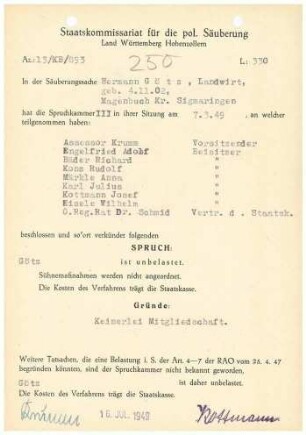 Staatskommissariat für die pol. Säuberung
Land Württemberg Hohenzollern
Az: 13/KB/893
250
L: 330
In der Säuberungssache Hermann Götz, Landwirt,
geb. 4.11.02,
Magenbuch Kr. Sigmaringen
hat die Spruchkammer III in ihrer Sitzung am 7.3.49, an welcher
teilgenommen haben:
Assessor Krumm Vorsitzender
Engelfried Adolf Beisitzer
Bäder Richard "
Kons Rudolf "
Märkle Anna "
Karl Julius "
Kottmann Josef "
Eisele Wilhelm "
O.Reg.Rat Dr. Schmid Vertr. d. Staatsk.
beschlossen und sofort verkündet folgenden
SPRUCH:
Götz
ist unbelastet.
Sühnemaßnahmen werden nicht angeordnet.
Die Kosten des Verfahrens trägt die Staatskasse.
Gründe:
Keinerlei Mitgliedschaft.
Weitere Tatsachen, die eine Belastung i. S. der Art. 4–7 der RAO vom 26. 4. 47
begründen könnten, sind der Spruchkammer nicht bekannt geworden.
Götz ist daher unbelastet.
Die Kosten des Verfahrens trägt die Staatskasse.
Krumm 16 JUL 1949 Kottmann